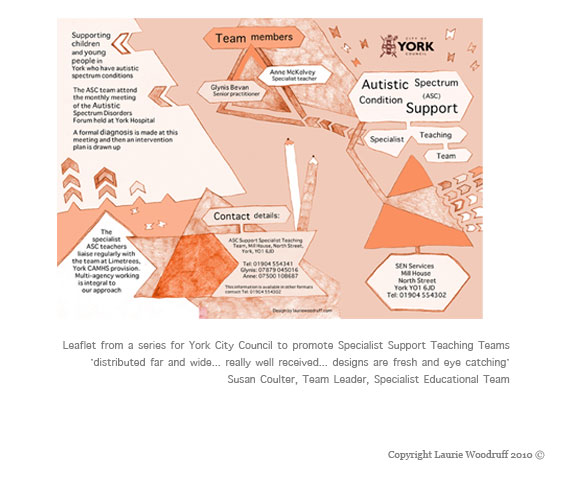 Supporting
children
and young
people in
York who have autistic
spectrum conditions
The ASC team attend
the monthly meeting
of the Autistic
Spectrum Disorders
Forum held at York Hospital
A formal diagnosis is made at this
meeting and then an intervention
plan is drawn up
The
specialist
ASC teachers
liaise regularly with
the team at Limetrees,
York CAMHS provision.
Multi-agency working
is integral to
our approach
Team members
Anne McKelvey
Specialist teacher
Glynis Bevan
Senior practitioner
Contact details:
ASC Support Specialist Teaching
Team, Mill House, North Street,
York, YO1 6JD
Tel: 01904 554341
Glynis: 07879 045016
Anne: 07500 108687
This information is available in other formats
contact Tel: 01904 554302
Design by lauriewoodruff.com
CITY OF
YORK
COUNCIL
Autistic Spectrum
Condition (ASC)
Support
Specialist Teaching
Team
SEN Services
Mill House
North Street
York YO1 6JD
Tel: 01904 554302
Leaflet from a series for York City Council to promote Specialist Support Teaching Teams
'distributed far and wide... really well received... designs are fresh and eye catching'
Susan Coulter, Team Leader, Specialist Educational Team
Copyright Laurie Woodruff 2010 ©